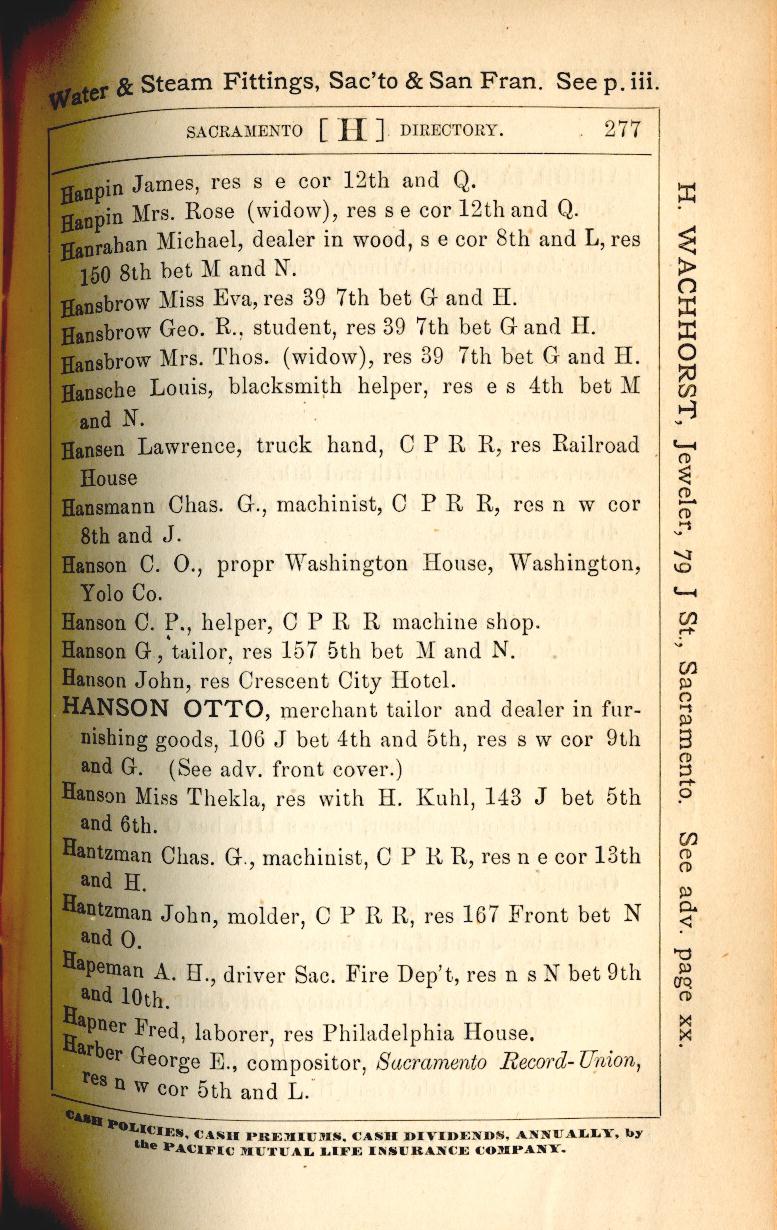 Water & Steam Fittings, Sac'to & San Fran. See p. iii.
SACRAMENTO [ H ] DIRECTORY. 277
Hanpin James, res s e cor 12th and Q.
Hanpin Mrs. Rose (widow), res s e cor 12th and Q.
Hanrahan Michael, dealer in wood, s e cor 8th and L, res
150 8th bet M and N.
Hansbrow Miss Eva, res 39 7th bet G and H.
Hansbrow Geo. R., student, res 39 7th bet G and H.
Hansbrow Mrs. Thos. (widow), res 39 7th bet G and H.
Hansche Louis, blacksmith helper, res e s 4th bet M
and N.
Hansen Lawrence, truck hand, C P R R, res Railroad
House
Hansmann Chas. G., machinist, C P R R, res n w cor
8th and J.
Hanson C. O., propr Washington House, Washington,
Yolo Co.
Hanson C. P., helper, C P R R machine shop.
Hanson G, tailor, res 157 5th bet M and N.
Hanson John, res Crescent City Hotel.
HANSON OTTO, merchant tailor and dealer in fur-
nishing goods, 106 J bet 4th and 5th, res s w cor 9th
and G. (See adv. front cover.)
Hanson Miss Thekla, res with H. Kuhl, 143 J bet 5th
and 6th.
Hantzman Chas. G., machinist, C P R R, res n e cor 13th
and H.
Hantzman John, molder, C P R R, res 167 Front bet N
and O.
Hapeman A. H., driver Sac. Fire Dep't, res n s N bet 9th
and 10th.
Hapner Fred, laborer, res Philadelphia House.
Harber George E., compositor, Sacramento Record-Union,
res n w cor 5th and L.
CASH POLICIES, CASH PREMIUMS, CASH DIVIDENDS, ANNUALLY, by
the PACIFIC MUTUAL LIFE INSURANCE COMPANY.
H. WACHHORST, Jeweler, 79 J St., Sacramento. See adv. page xx.